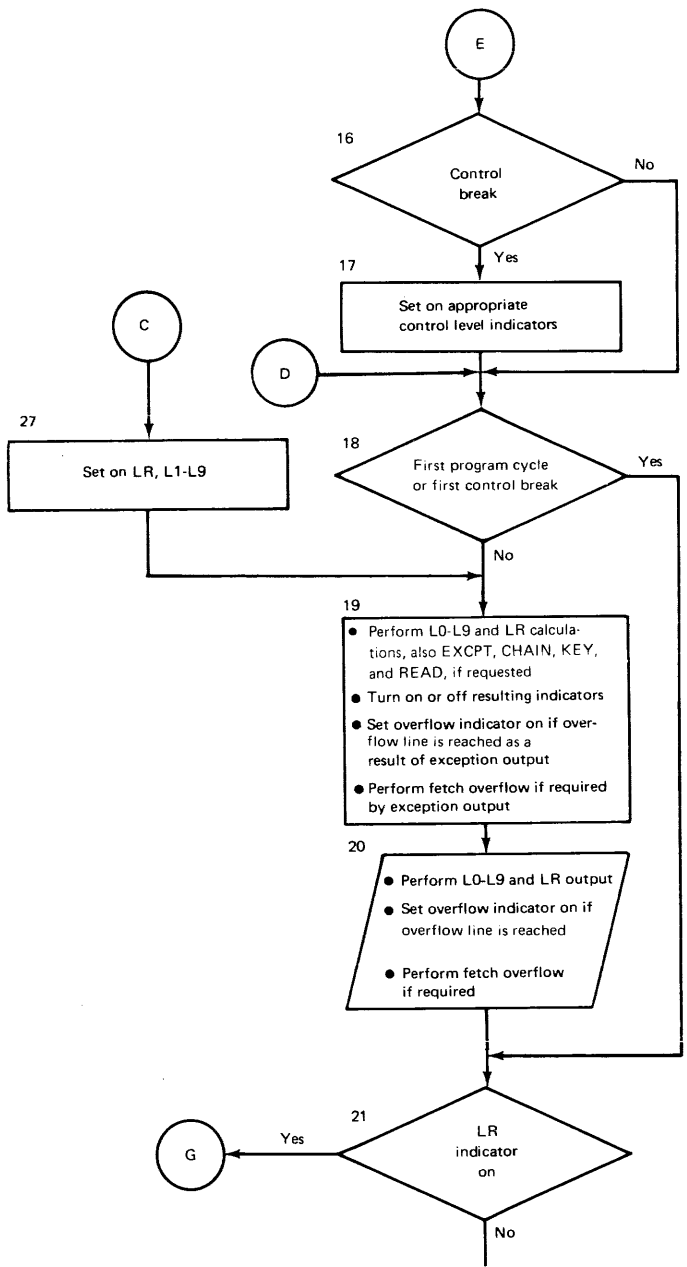 E
16
Control
break
No
Yes
17
Set on appropriate
control level indicators
C
D
27
Set on LR, L1-L9
18
First program cycle
or first control break
Yes
No
19
● Perform L0-L9 and LR calcula-
tions, also EXCPT, CHAIN, KEY,
and READ, if requested
● Turn on or off resulting indicators
● Set overflow indicator on if over-
flow line is reached as a
result of exception output
● Perform fetch overflow if required
by exception output
20
● Perform L0-L9 and LR output
● Set overflow indicator on if
overflow line is reached
● Perform fetch overflow
if required
21
LR
indicator
on
Yes
G
No